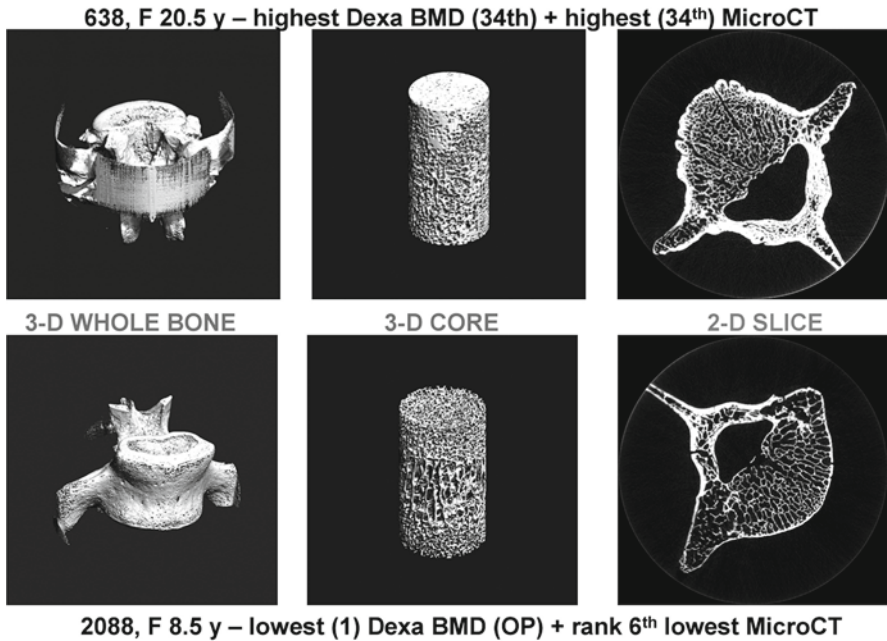 638, F 20.5 y – highest Dexa BMD (34th) + highest (34th) MicroCT
3-D WHOLE BONE 3-D CORE 2-D SLICE
2088, F 8.5 y – lowest (1) Dexa BMD (OP) + rank 6th lowest MicroCT